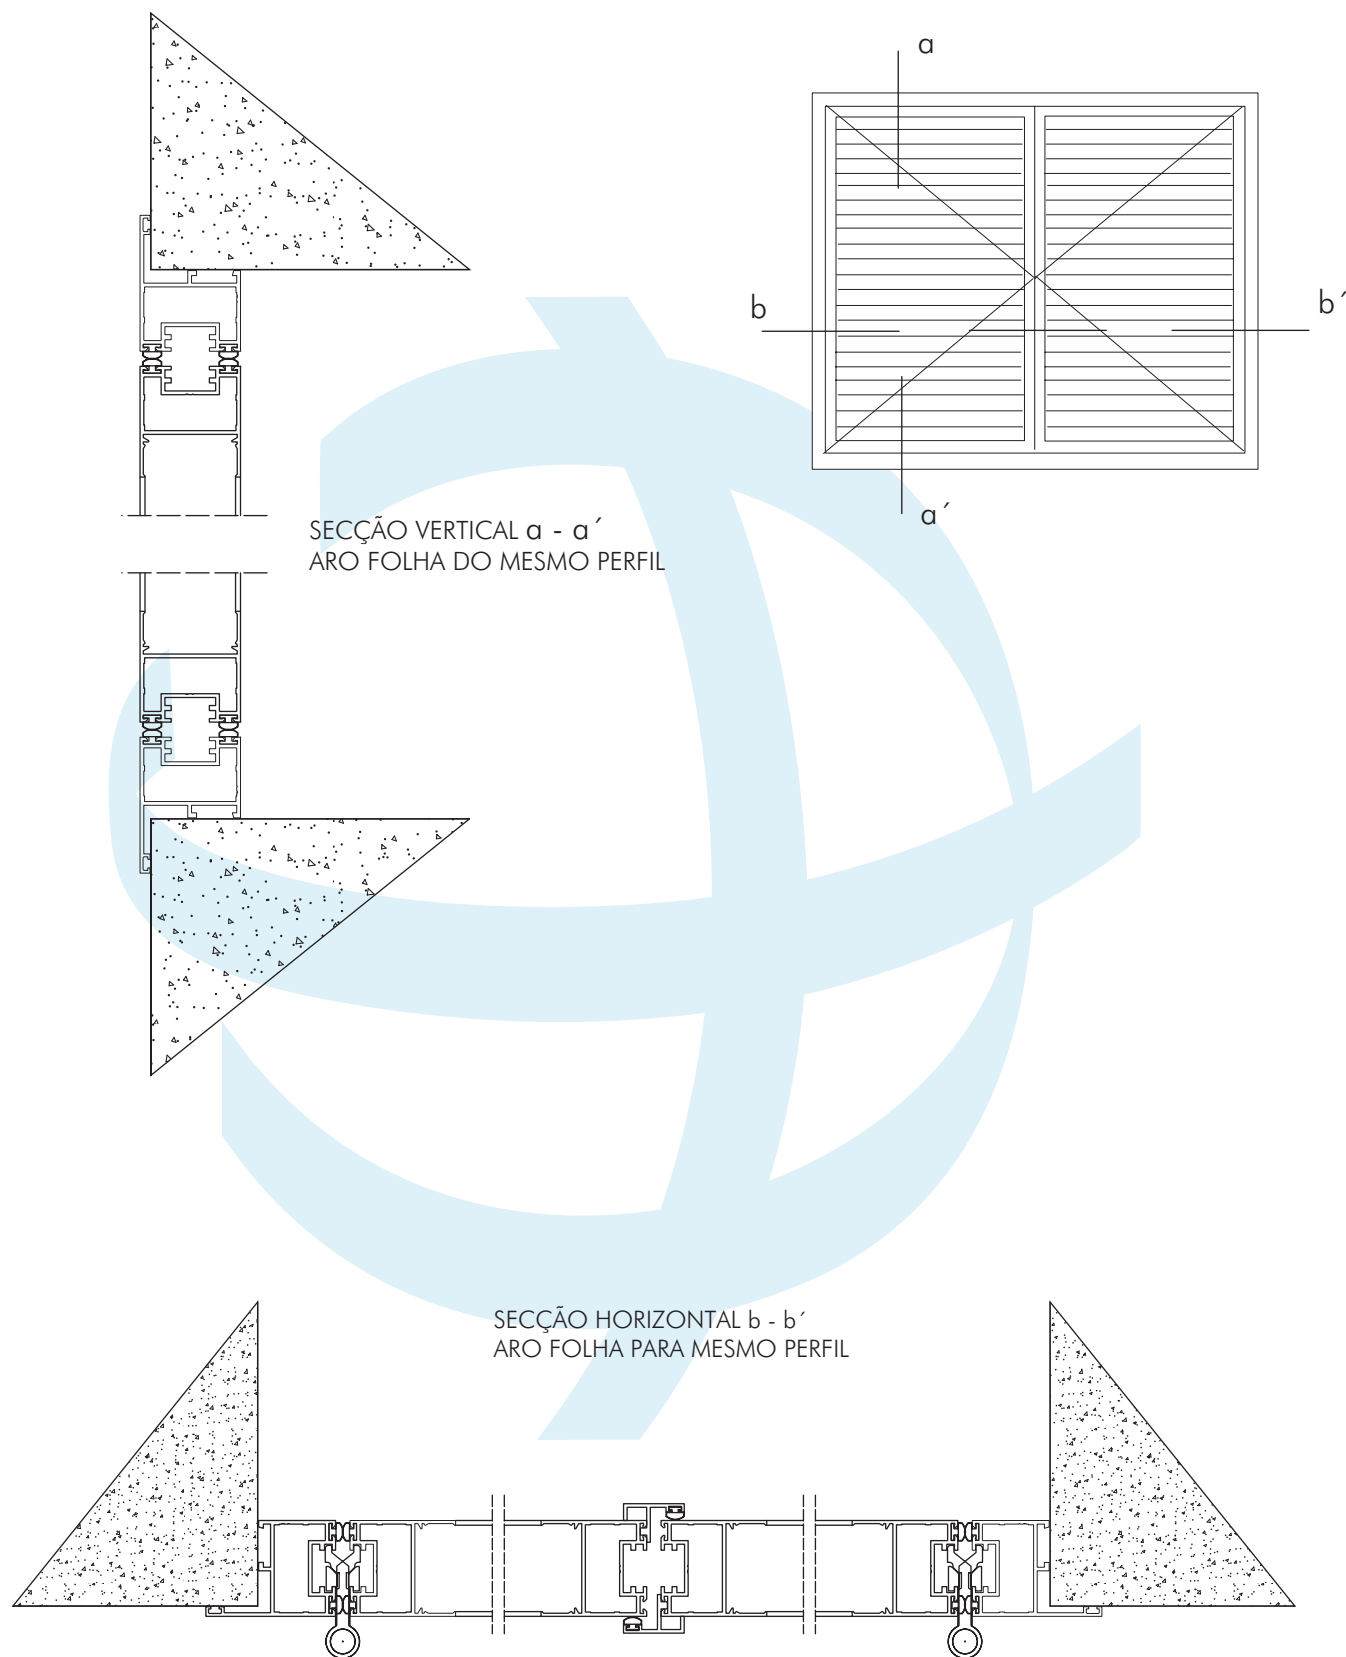 a
b
b´
a´
SECÇÃO VERTICAL a - a´
ARO FOLHA DO MESMO PERFIL
SECÇÃO HORIZONTAL b - b´
ARO FOLHA PARA MESMO PERFIL